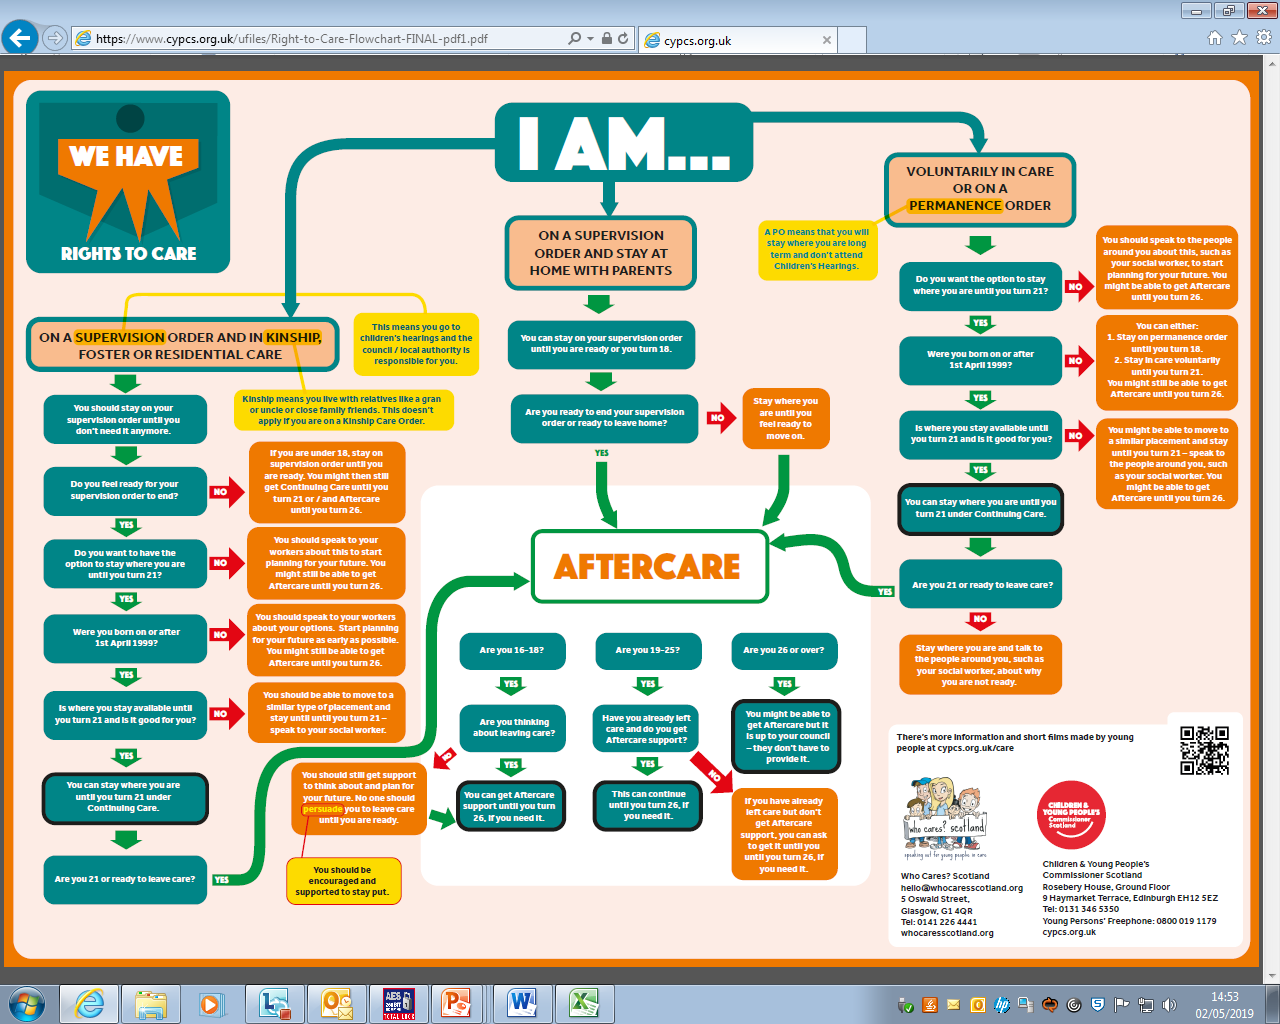 https://www.cypcs.org.uk/ufiles/Right-to-Care-Flowchart-FINAL-pdf1.pdf
cypcs.org.uk
WE HAVE
RIGHTS TO CARE
I AM...
ON A SUPERVISION ORDER AND IN KINSHIP,
FOSTER OR RESIDENTIAL CARE
This means you go to
children's hearings and the
council / local authority is
responsible for you.
Kinship means you live with relatives like a gran
or uncle or close family friends. This doesn't
apply if you are on a Kinship Care Order.
You should stay on your
supervision order until you
don't need it anymore.
Do you feel ready for your
supervision order to end?
NO
If you are under 18, stay on
supervision order until you
are ready. You might then still
get Continuing Care until you
turn 21 or / and Aftercare
until you turn 26.
YES
Do you want to have the
option to stay where you are
until you turn 21?
NO
You should speak to your
workers about this to start
planning for your future. You
might still be able to get
Aftercare until you turn 26.
YES
Were you born on or after
1st April 1999?
NO
You should speak to your workers
about your options. Start planning
for your future as early as possible.
You might still be able to get
Aftercare until you turn 26.
YES
Is where you stay available until
you turn 21 and is it good for you?
NO
You should be able to move to a
similar type of placement and
stay until until you turn 21 –
speak to your social worker.
YES
You can stay where you are
until you turn 21 under
Continuing Care.
Are you 21 or ready to leave care?
YES
ON A SUPERVISION
ORDER AND STAY AT
HOME WITH PARENTS
You can stay on your supervision order
until you are ready or you turn 18.
Are you ready to end your supervision
order or ready to leave home?
NO
Stay where you
are until you
feel ready to
move on.
YES
AFTERCARE
Are you 16-18?
YES
Are you thinking
about leaving care?
NO
You should still get support
to think about and plan for
your future. No one should
persuade you to leave care
until you are ready.
You should be
encouraged and
supported to stay put.
YES
You can get Aftercare
support until you turn
26, if you need it.
Are you 19-25?
YES
Have you already left
care and do you get
Aftercare support?
YES
This can continue
until you turn 26, if
you need it.
NO
If you have already
left care but don't
get Aftercare
support, you can ask
to get it until you
until you turn 26, if
you need it.
Are you 26 or over?
YES
You might be able to
get Aftercare but it
is up to your council
– they don't have to
provide it.
VOLUNTARILY IN CARE
OR ON A
PERMANENCE ORDER
A PO means that you will
stay where you are long
term and don't attend
Children's Hearings.
Do you want the option to stay
where you are until you turn 21?
NO
You should speak to the people
around you about this, such as
your social worker, to start
planning for your future. You
might be able to get Aftercare
until you turn 26.
YES
Were you born on or after
1st April 1999?
NO
You can either:
1. Stay on permanence order
until you turn 18.
2. Stay in care voluntarily
until you turn 21.
You might still be able to get
Aftercare until you turn 26.
YES
Is where you stay available until
you turn 21 and is it good for you?
NO
You might be able to move to
a similar placement and stay
until you turn 21 – speak to
the people around you, such
as your social worker. You
might be able to get
Aftercare until you turn 26.
YES
You can stay where you are until you
turn 21 under Continuing Care.
Are you 21 or ready to leave care?
YES
NO
Stay where you are and talk to
the people around you, such as
your social worker, about why
you are not ready.
There's more information and short films made by young
people at cypcs.org.uk/care
who cares? scotland
speaking out for young people in care
CHILDREN &
YOUNG PEOPLE'S
Commissioner
Scotland
Who Cares? Scotland
hello@whocaresscotland.org
5 Oswald Street,
Glasgow, G1 4QR
Tel: 0141 226 4441
whocaresscotland.org
Children & Young People's
Commissioner Scotland
Rosebery House, Ground Floor
9 Haymarket Terrace, Edinburgh EH12 5EZ
Tel: 0131 346 5350
Young Persons' Freephone: 0800 019 1179
cypcs.org.uk
14:53
02/05/2019